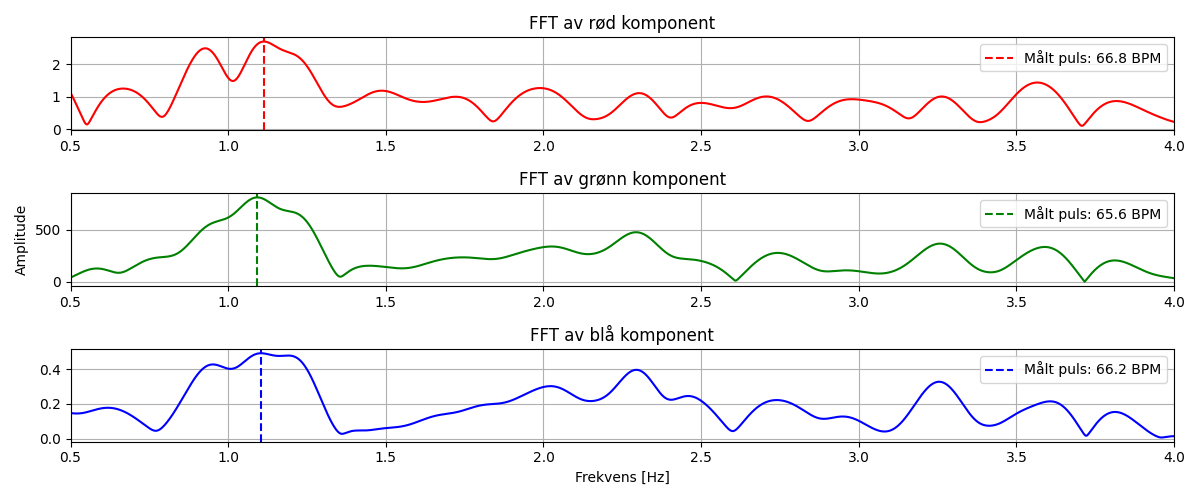 FFT av rød komponent
Målt puls: 66.8 BPM
2
1
0
0.5 1.0 1.5 2.0 2.5 3.0 3.5 4.0
FFT av grønn komponent
Målt puls: 65.6 BPM
500
0
Amplitude
0.5 1.0 1.5 2.0 2.5 3.0 3.5 4.0
FFT av blå komponent
Målt puls: 66.2 BPM
0.4
0.2
0.0
0.5 1.0 1.5 2.0 2.5 3.0 3.5 4.0
Frekvens [Hz]